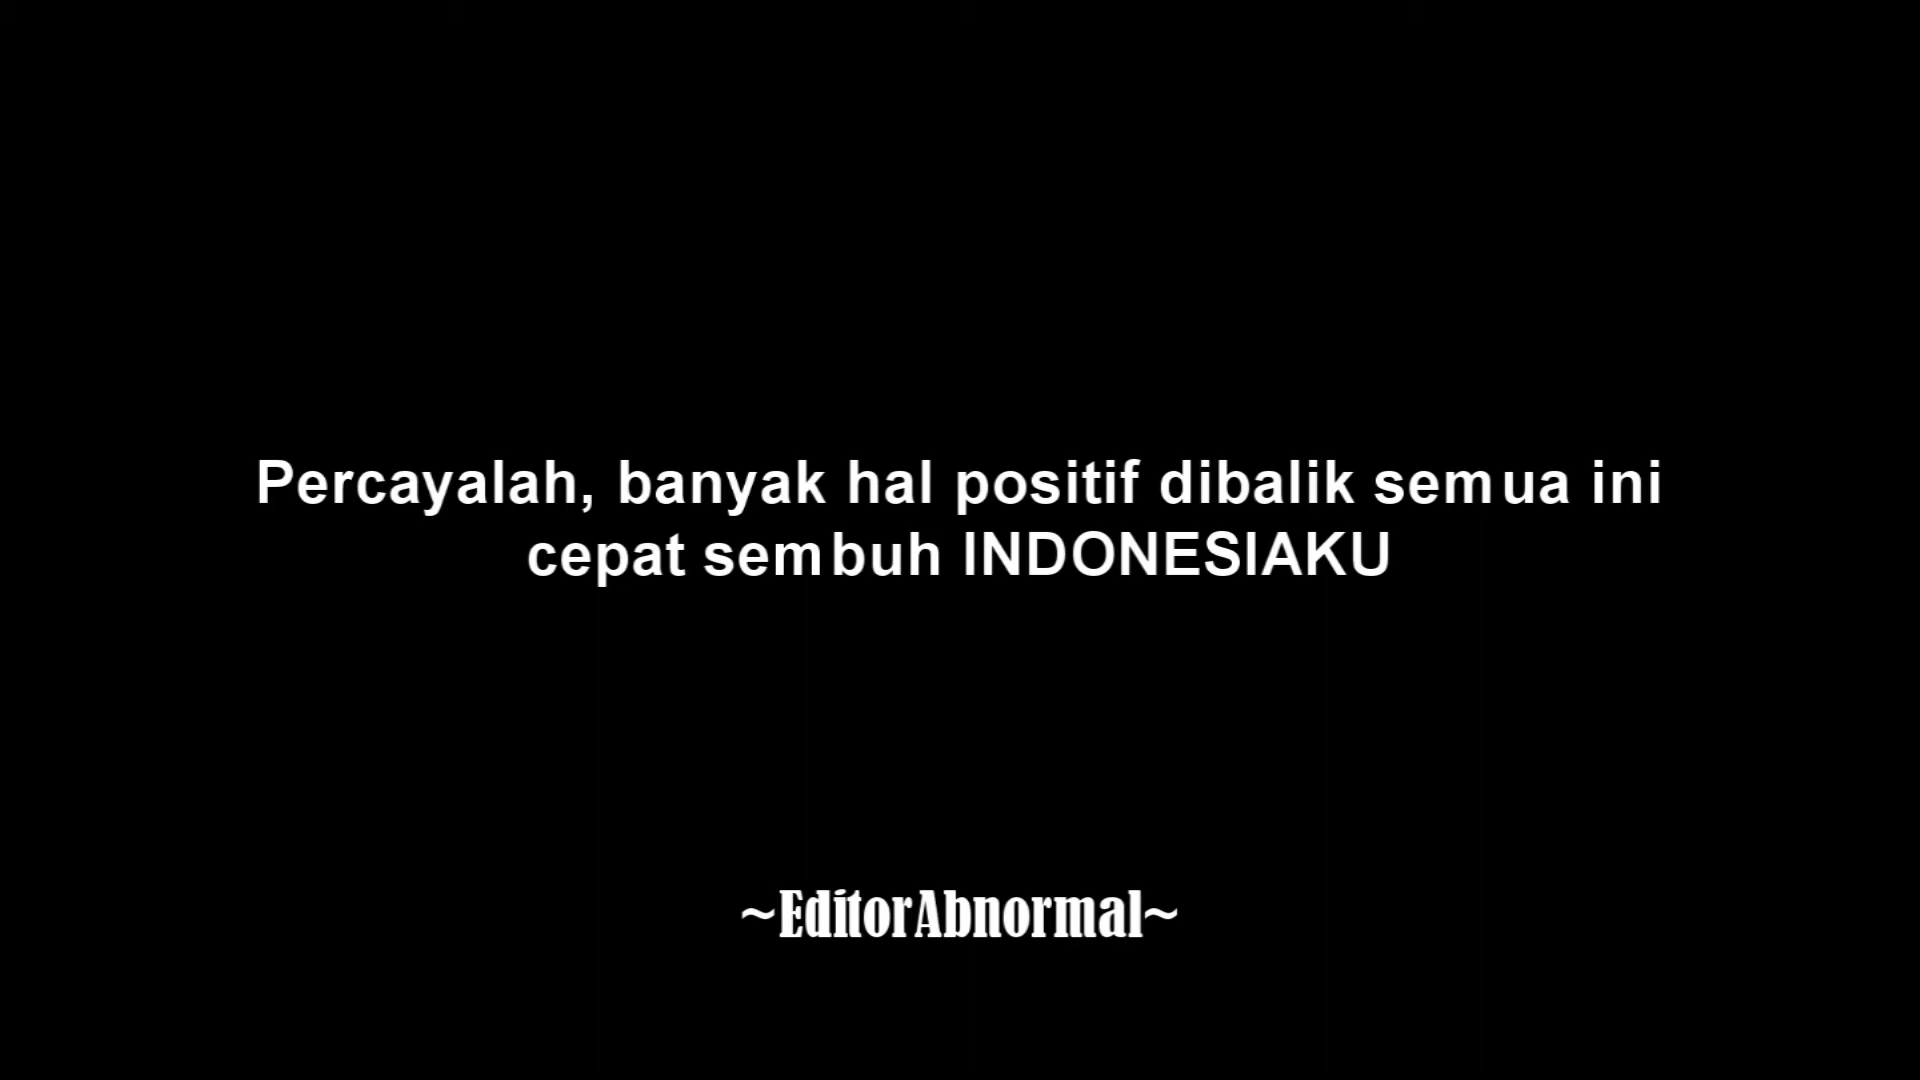 Percayalah, banyak hal positif dibalik semua ini
cepat sembuh INDONESIAKU
~EditorAbnormal~